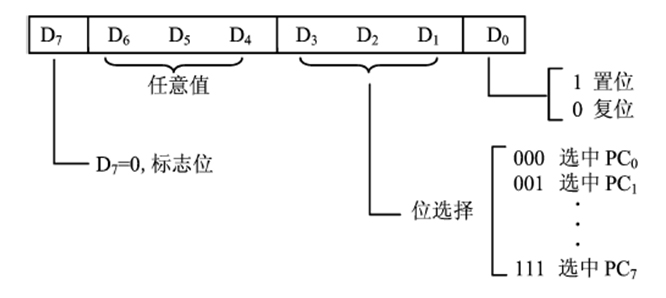 D₇ D₆ D₅ D₄ D₃ D₂ D₁ D₀
任意值
1 置位
0 复位
D₇=0,标志位
000 选中 PC₀
001 选中 PC₁
位选择
111 选中 PC₇